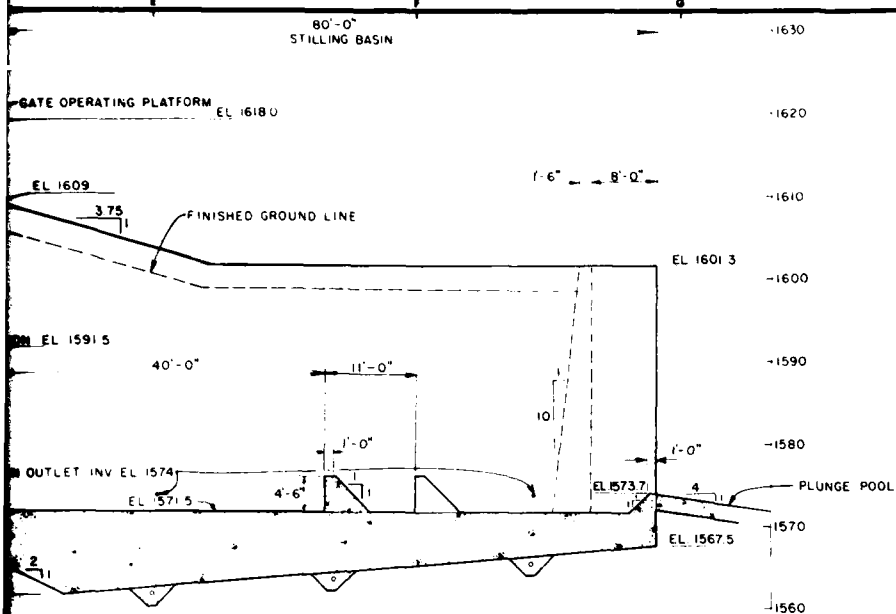 E F G
80'-0"
STILLING BASIN
1630
GATE OPERATING PLATFORM
EL 1618.0
1620
1'-6" 8'-0"
1610
EL 1609
3.75
1
FINISHED GROUND LINE
EL 1601.3
1600
EL 1591.5
1590
40'-0" 11'-0"
1
10
1'-0" 1'-0"
1580
OUTLET INV EL 1574
4'-6"
1
1
EL 1573.7
4
1
PLUNGE POOL
EL 1571.5
1
1570
EL 1567.5
2
1
1560